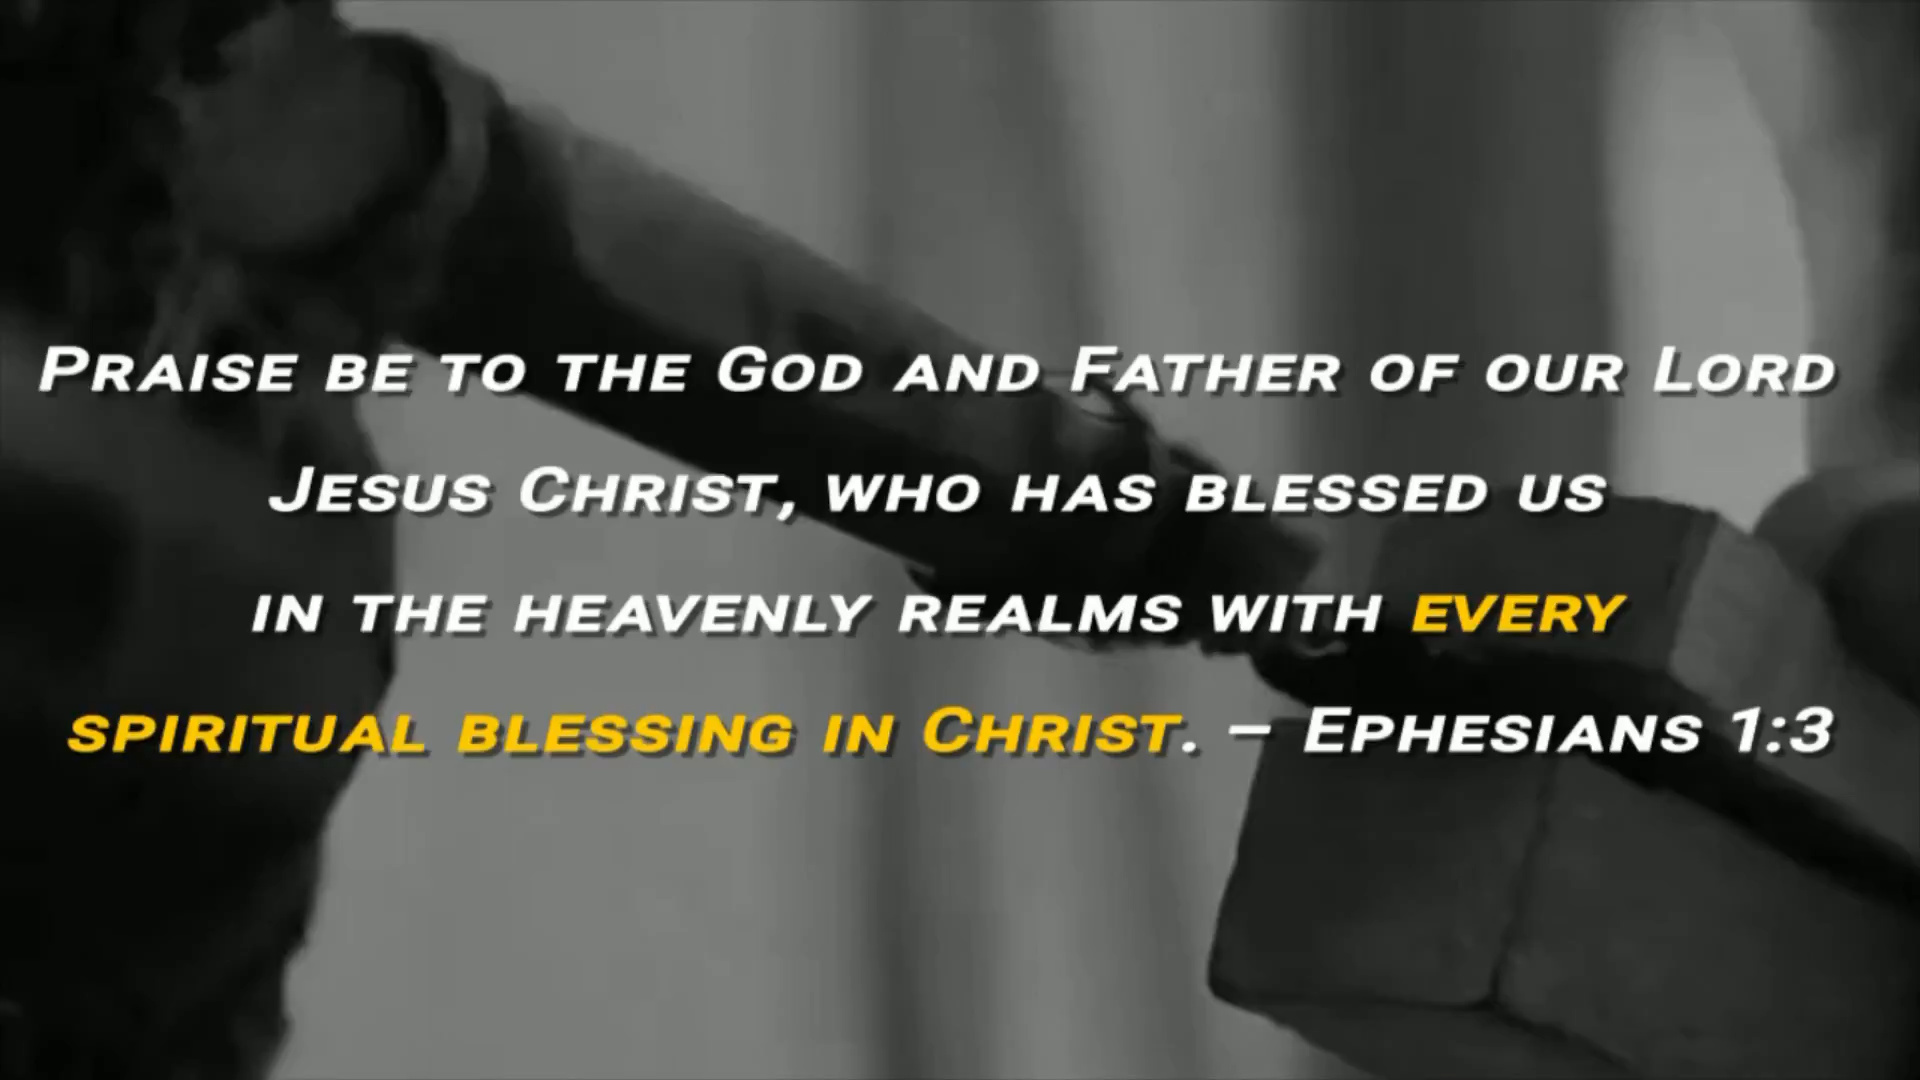 Praise be to the God and Father of our Lord
Jesus Christ, who has blessed us
in the heavenly realms with every
spiritual blessing in Christ. – Ephesians 1:3